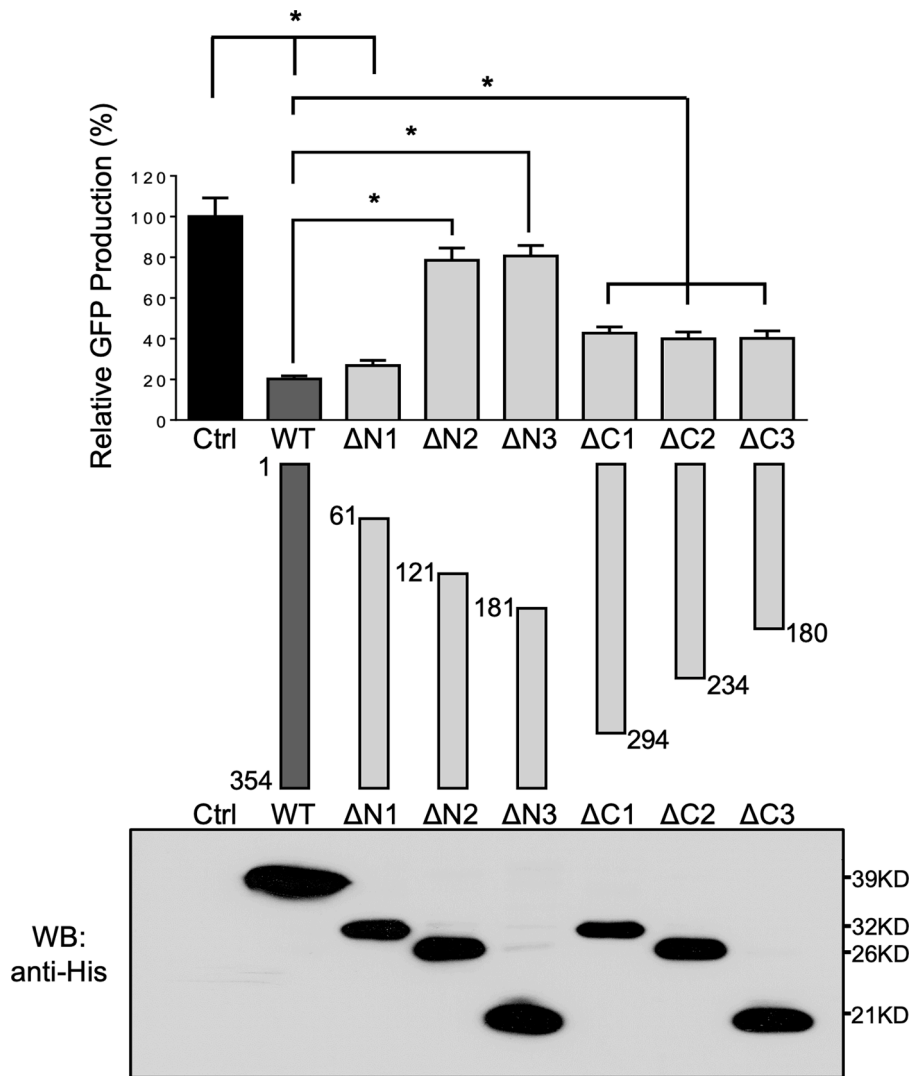 *
*
*
*
Relative GFP Production (%)
120
100
80
60
40
20
0
Ctrl WT ΔN1 ΔN2 ΔN3 ΔC1 ΔC2 ΔC3
1
61
121
181
180
234
294
354
Ctrl WT ΔN1 ΔN2 ΔN3 ΔC1 ΔC2 ΔC3
39KD
32KD
26KD
21KD
WB:
anti-His